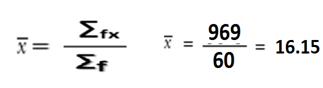 x̄ = Σfx / Σf   x̄ = 969 / 60 = 16.15